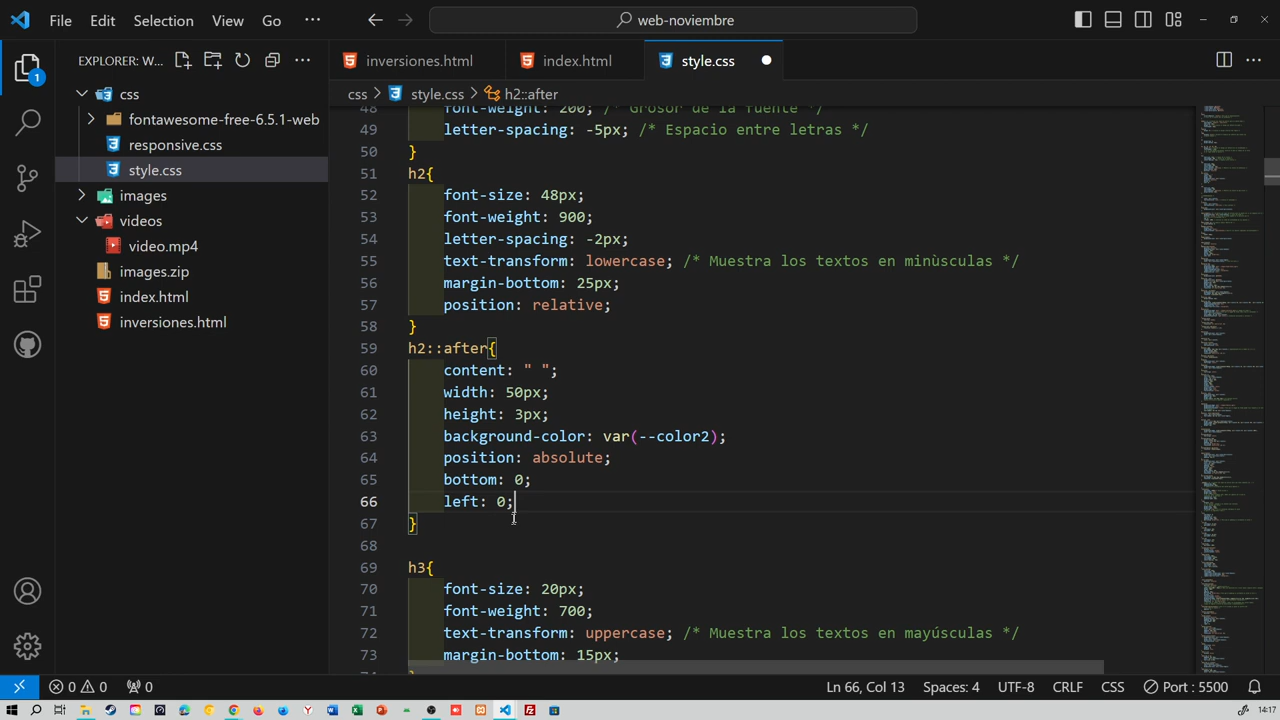 File Edit Selection View Go ··· web-noviembre
EXPLORER: W... inversiones.html index.html style.css
css > style.css > h2::after
css
fontawesome-free-6.5.1-web
responsive.css
style.css
images
videos
video.mp4
images.zip
index.html
inversiones.html
1
48 font-weight: 200; /* Grosor de la fuente */
49 letter-spacing: -5px; /* Espacio entre letras */
50 }
51 h2{
52 font-size: 48px;
53 font-weight: 900;
54 letter-spacing: -2px;
55 text-transform: lowercase; /* Muestra los textos en minùsculas */
56 margin-bottom: 25px;
57 position: relative;
58 }
59 h2::after{
60 content: " ";
61 width: 50px;
62 height: 3px;
63 background-color: var(--color2);
64 position: absolute;
65 bottom: 0;
66 left: 0;
67 }
68
69 h3{
70 font-size: 20px;
71 font-weight: 700;
72 text-transform: uppercase; /* Muestra los textos en mayúsculas */
73 margin-bottom: 15px;
0 0 0 Ln 66, Col 13 Spaces: 4 UTF-8 CRLF CSS Port : 5500
14:17